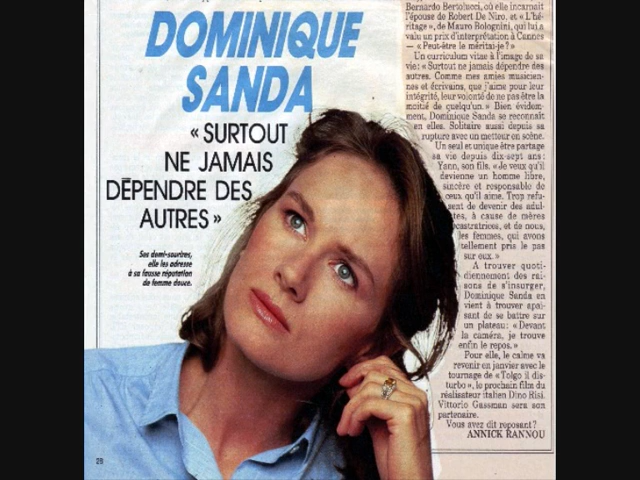 DOMINIQUE
SANDA
« SURTOUT
NE JAMAIS
DÉPENDRE DES
AUTRES »
Ses demi-sourires,
elle les adresse
à sa fausse réputation
de femme douce.
Bernardo Bertolucci, où elle incarnait
l'épouse de Robert De Niro, et « L'hé-
ritage », de Mauro Bolognini, qui lui a
valu un prix d'interprétation à Cannes
— « Peut-être le méritai-je ? »
Un curriculum vitae à l'image de sa
vie : « Surtout ne jamais dépendre des
autres. Comme mes amies musicien-
nes et écrivains, que j'aime pour leur
intégrité, leur volonté de ne pas être la
moitié de quelqu'un. » Bien évidem-
ment, Dominique Sanda se reconnaît
en elles. Solitaire aussi depuis sa
rupture avec un metteur en scène.
Un seul et unique être partage
sa vie depuis dix-sept ans :
Yann, son fils. « Je veux qu'il
devienne un homme libre,
sincère et responsable de
ceux qu'il aime. Trop refu-
sent de devenir des adul-
tes, à cause de mères
castratrices, et de nous,
les femmes, qui avons
tellement pris le pas
sur eux. »
A trouver quoti-
diennement des rai-
sons de s'insurger,
Dominique Sanda en
vient à trouver apai-
sant de se battre sur
un plateau : « Devant
la caméra, je trouve
enfin le repos. »
Pour elle, le calme va
revenir en janvier avec le
tournage de « Tolgo il dis-
turbo », le prochain film du
réalisateur italien Dino Risi.
Vittorio Gassman sera son
partenaire.
Vous avez dit reposant ?
ANNICK RANNOU
28